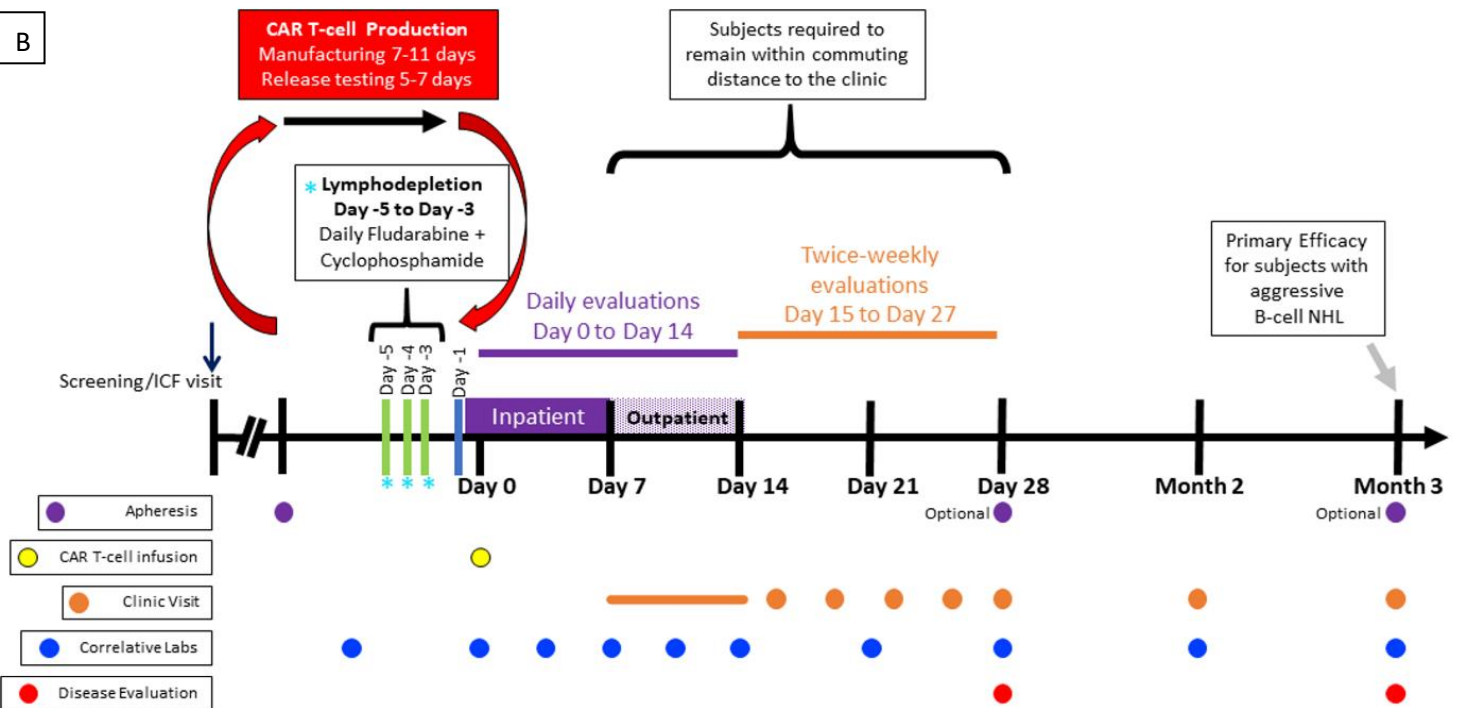 B
CAR T-cell Production
Manufacturing 7-11 days
Release testing 5-7 days
Subjects required to
remain within commuting
distance to the clinic
* Lymphodepletion
Day -5 to Day -3
Daily Fludarabine +
Cyclophosphamide
Daily evaluations
Day 0 to Day 14
Twice-weekly
evaluations
Day 15 to Day 27
Primary Efficacy
for subjects with
aggressive
B-cell NHL
Screening/ICF visit
Day -5
Day -4
Day -3
Day -1
Inpatient
Outpatient
* * *
Day 0
Day 7
Day 14
Day 21
Day 28
Month 2
Month 3
Apheresis
Optional
Optional
CAR T-cell infusion
Clinic Visit
Correlative Labs
Disease Evaluation